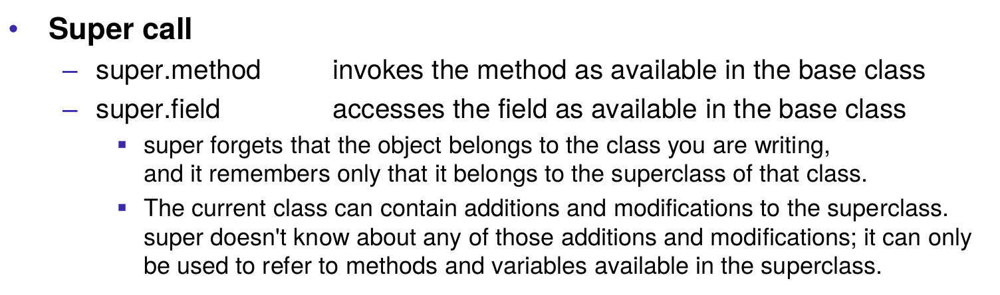 • Super call
– super.method invokes the method as available in the base class
– super.field accesses the field as available in the base class
▪ super forgets that the object belongs to the class you are writing,
and it remembers only that it belongs to the superclass of that class.
▪ The current class can contain additions and modifications to the superclass.
super doesn't know about any of those additions and modifications; it can only
be used to refer to methods and variables available in the superclass.